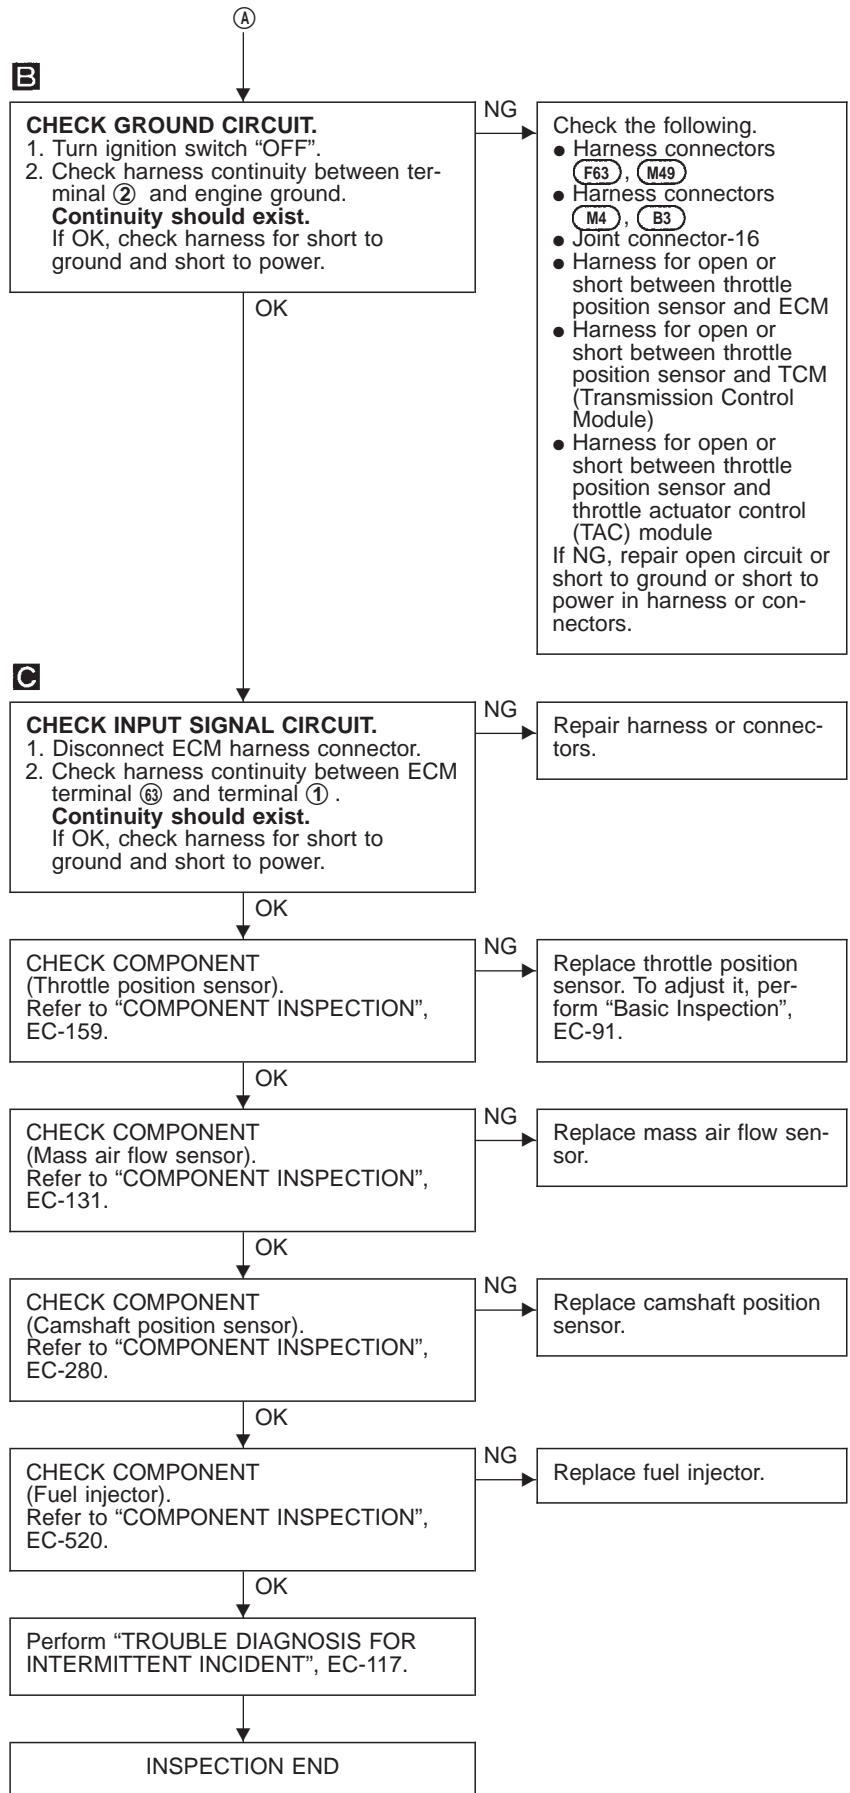 Ⓐ
B
CHECK GROUND CIRCUIT.
1. Turn ignition switch “OFF”.
2. Check harness continuity between ter-
minal ② and engine ground.
Continuity should exist.
If OK, check harness for short to
ground and short to power.
NG
Check the following.
● Harness connectors
F63, M49
● Harness connectors
M4, B3
● Joint connector-16
● Harness for open or
short between throttle
position sensor and ECM
● Harness for open or
short between throttle
position sensor and TCM
(Transmission Control
Module)
● Harness for open or
short between throttle
position sensor and
throttle actuator control
(TAC) module
If NG, repair open circuit or
short to ground or short to
power in harness or con-
nectors.
OK
C
CHECK INPUT SIGNAL CIRCUIT.
1. Disconnect ECM harness connector.
2. Check harness continuity between ECM
terminal 63 and terminal ① .
Continuity should exist.
If OK, check harness for short to
ground and short to power.
NG
Repair harness or connec-
tors.
OK
CHECK COMPONENT
(Throttle position sensor).
Refer to “COMPONENT INSPECTION”,
EC-159.
NG
Replace throttle position
sensor. To adjust it, per-
form “Basic Inspection”,
EC-91.
OK
CHECK COMPONENT
(Mass air flow sensor).
Refer to “COMPONENT INSPECTION”,
EC-131.
NG
Replace mass air flow sen-
sor.
OK
CHECK COMPONENT
(Camshaft position sensor).
Refer to “COMPONENT INSPECTION”,
EC-280.
NG
Replace camshaft position
sensor.
OK
CHECK COMPONENT
(Fuel injector).
Refer to “COMPONENT INSPECTION”,
EC-520.
NG
Replace fuel injector.
OK
Perform “TROUBLE DIAGNOSIS FOR
INTERMITTENT INCIDENT”, EC-117.
INSPECTION END